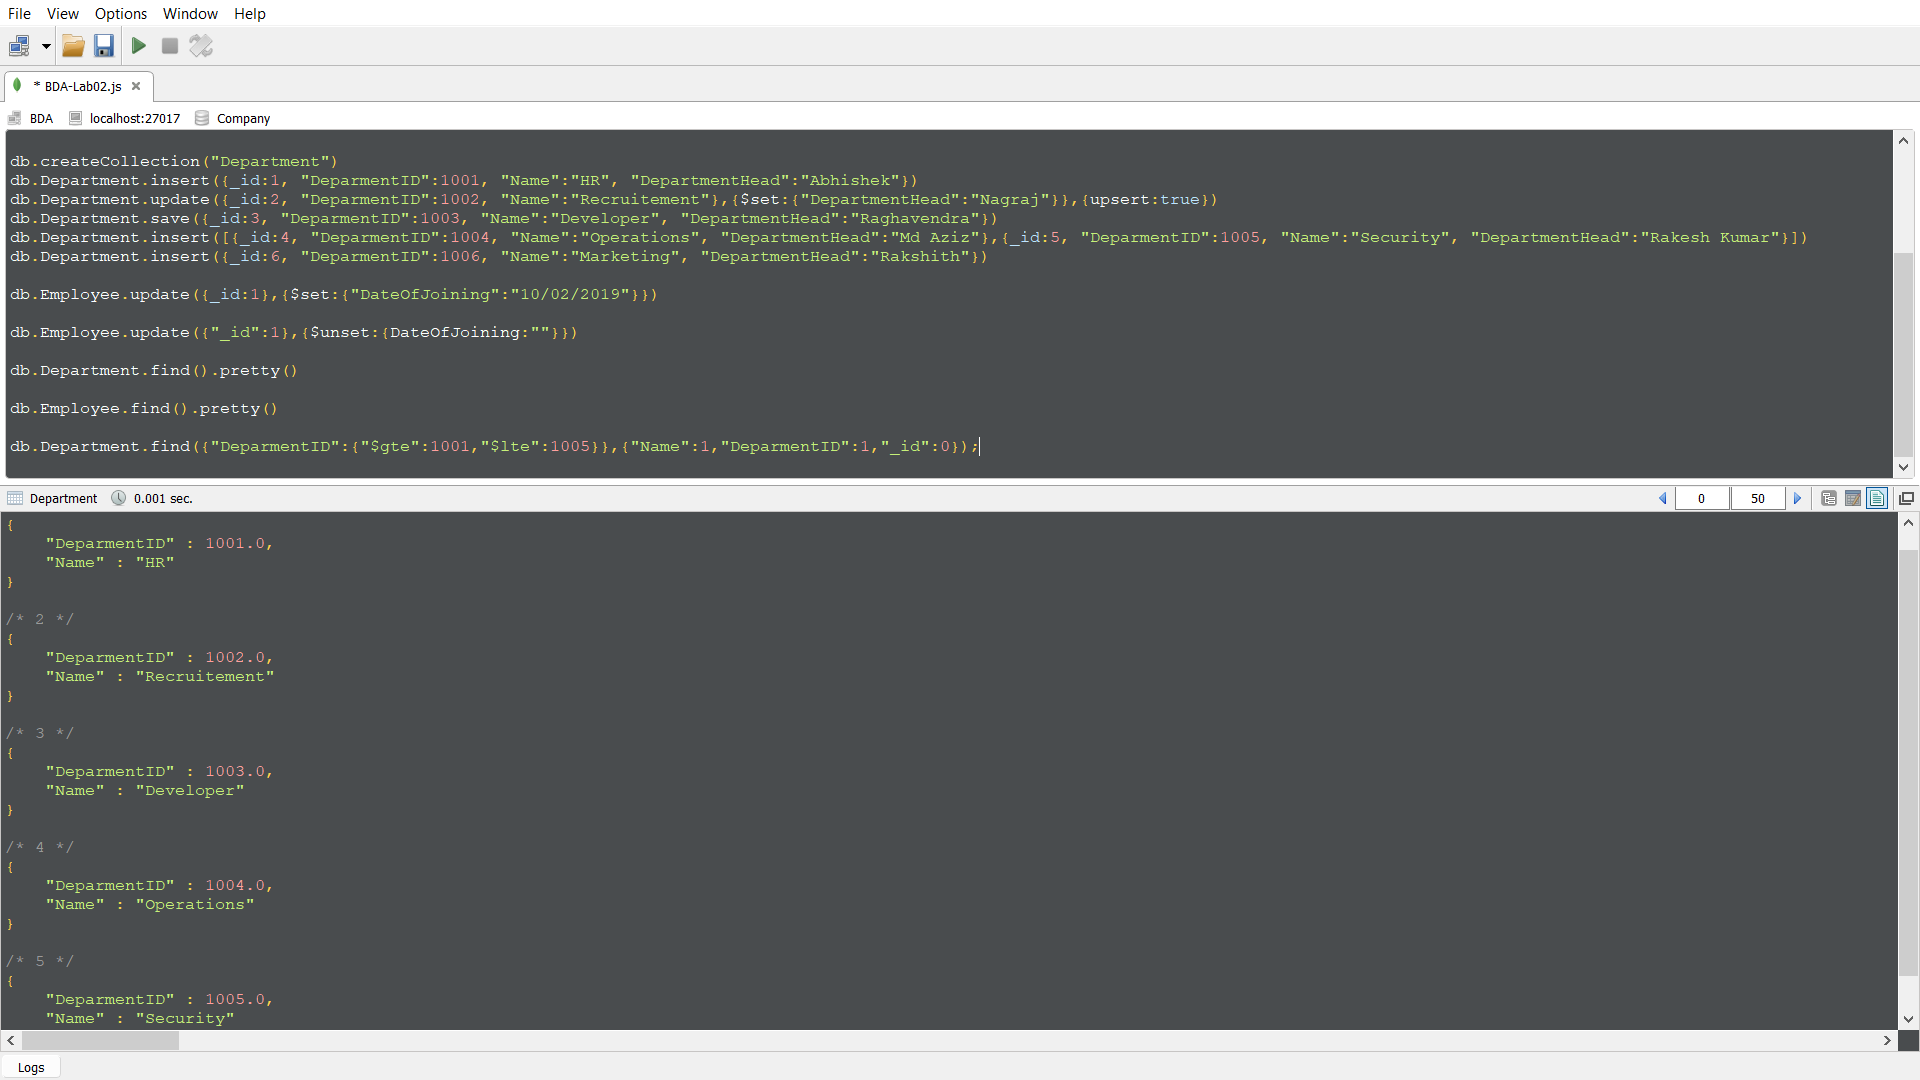 File View Options Window Help
* BDA-Lab02.js
BDA localhost:27017 Company
db.createCollection("Department")
db.Department.insert({_id:1, "DeparmentID":1001, "Name":"HR", "DepartmentHead":"Abhishek"})
db.Department.update({_id:2, "DeparmentID":1002, "Name":"Recruitement"},{$set:{"DepartmentHead":"Nagraj"}},{upsert:true})
db.Department.save({_id:3, "DeparmentID":1003, "Name":"Developer", "DepartmentHead":"Raghavendra"})
db.Department.insert([{_id:4, "DeparmentID":1004, "Name":"Operations", "DepartmentHead":"Md Aziz"},{_id:5, "DeparmentID":1005, "Name":"Security", "DepartmentHead":"Rakesh Kumar"}])
db.Department.insert({_id:6, "DeparmentID":1006, "Name":"Marketing", "DepartmentHead":"Rakshith"})
db.Employee.update({_id:1},{$set:{"DateOfJoining":"10/02/2019"}})
db.Employee.update({"_id":1},{$unset:{DateOfJoining:""}})
db.Department.find().pretty()
db.Employee.find().pretty()
db.Department.find({"DeparmentID":{"$gte":1001,"$lte":1005}},{"Name":1,"DeparmentID":1,"_id":0});
Department 0.001 sec. 0 50
{
"DeparmentID" : 1001.0,
"Name" : "HR"
}
/* 2 */
{
"DeparmentID" : 1002.0,
"Name" : "Recruitement"
}
/* 3 */
{
"DeparmentID" : 1003.0,
"Name" : "Developer"
}
/* 4 */
{
"DeparmentID" : 1004.0,
"Name" : "Operations"
}
/* 5 */
{
"DeparmentID" : 1005.0,
"Name" : "Security"
Logs